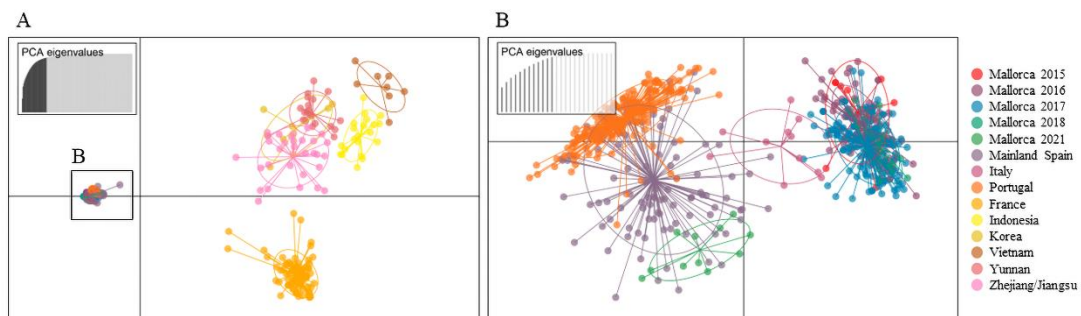 A
PCA eigenvalues
B
B
PCA eigenvalues
Mallorca 2015
Mallorca 2016
Mallorca 2017
Mallorca 2018
Mallorca 2021
Mainland Spain
Italy
Portugal
France
Indonesia
Korea
Vietnam
Yunnan
Zhejiang/Jiangsu